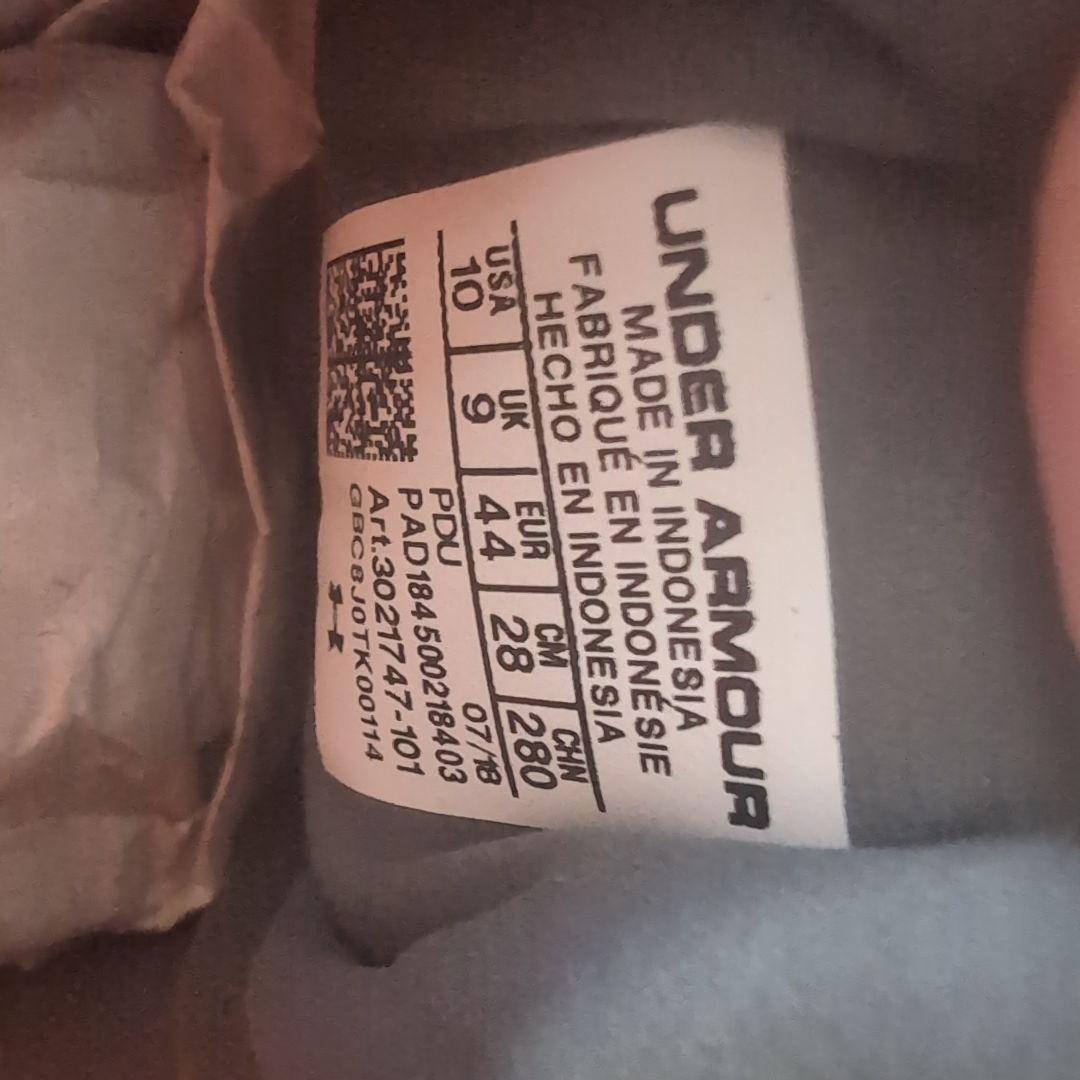 UNDER ARMOUR
MADE IN INDONESIA
FABRIQUÉ EN INDONÉSIE
HECHO EN INDONESIA
USA UK EUR CM CHN
10 9 44 28 280
PDU 07/18
PAD184500218403
Art.3021747-101
GBC8J0TK00114